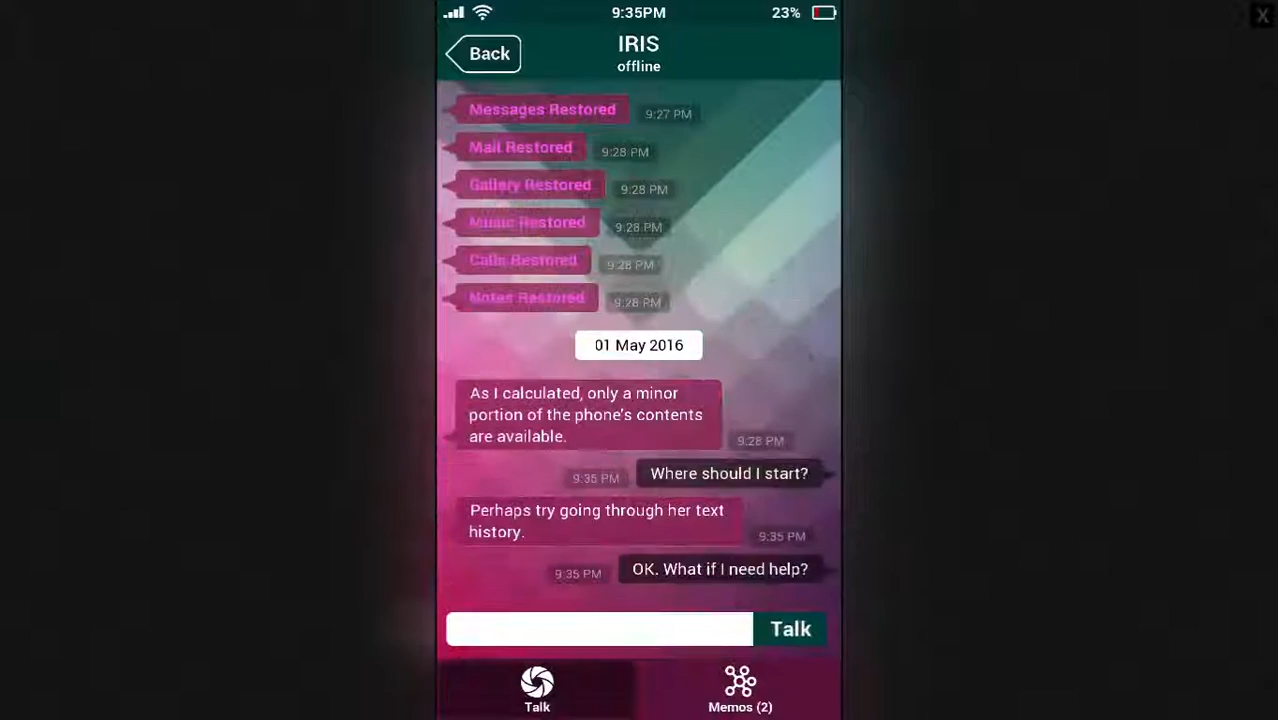 9:35PM
23%
X
Back
IRIS
offline
Messages Restored
9:27 PM
Mail Restored
9:28 PM
Gallery Restored
9:28 PM
Music Restored
9:28 PM
Calls Restored
9:28 PM
Notes Restored
9:28 PM
01 May 2016
As I calculated, only a minor
portion of the phone's contents
are available.
9:28 PM
9:35 PM
Where should I start?
Perhaps try going through her text
history.
9:35 PM
9:35 PM
OK. What if I need help?
Talk
Talk
Memos (2)